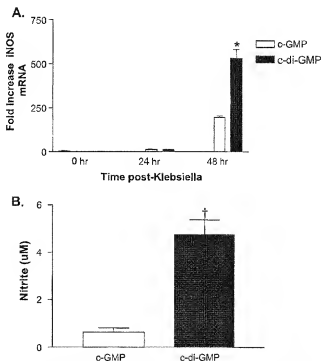 A.
Fold Increase iNOS
mRNA
750
500
250
0
*
c-GMP
c-di-GMP
0 hr 24 hr 48 hr
Time post-Klebsiella
B.
Nitrite (uM)
6
4
2
0
†
c-GMP c-di-GMP